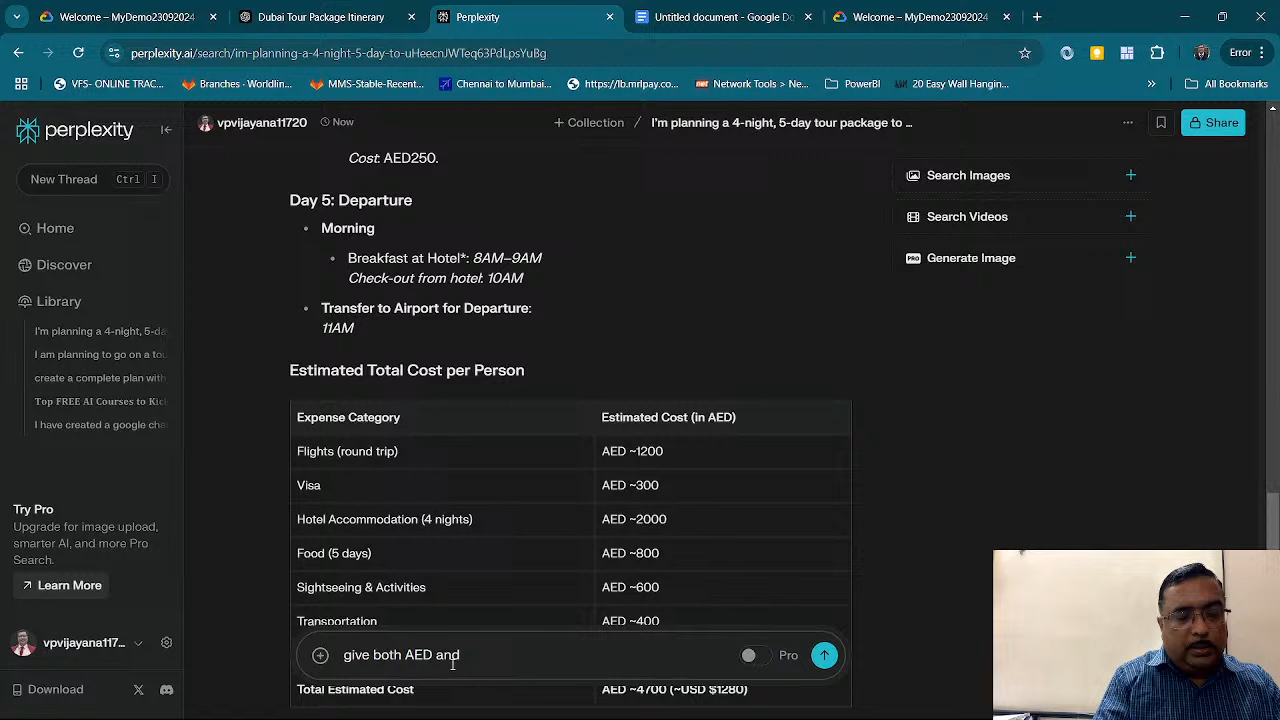 Welcome – MyDemo23092024
Dubai Tour Package Itinerary
Perplexity
Untitled document - Google Do
Welcome – MyDemo23092024
perplexity.ai/search/im-planning-a-4-night-5-day-to-uHeecnJWTeq63PdLpsYuBg
Error
VFS- ONLINE TRAC...
Branches - Worldlin...
MMS-Stable-Recent...
Chennai to Mumbai...
https://lb.mrlpay.co...
Network Tools > Ne...
PowerBI
20 Easy Wall Hangin...
All Bookmarks
perplexity
vpvijayana11720
Now
Collection / I'm planning a 4-night, 5-day tour package to ...
Share
New Thread Ctrl I
Home
Discover
Library
I'm planning a 4-night, 5-da
I am planning to go on a tou
create a complete plan with
Top FREE AI Courses to Kick
I have created a google cha
Try Pro
Upgrade for image upload,
smarter AI, and more Pro
Search.
Learn More
vpvijayana117...
Download
Cost: AED250.
Day 5: Departure
Morning
Breakfast at Hotel*: 8AM–9AM
Check-out from hotel: 10AM
Transfer to Airport for Departure:
11AM
Estimated Total Cost per Person
Expense Category Estimated Cost (in AED)
Flights (round trip) AED ~1200
Visa AED ~300
Hotel Accommodation (4 nights) AED ~2000
Food (5 days) AED ~800
Sightseeing & Activities AED ~600
Transportation AED ~400
give both AED and
Pro
Total Estimated Cost AED ~4700 (~USD $1280)
Search Images
Search Videos
PRO Generate Image